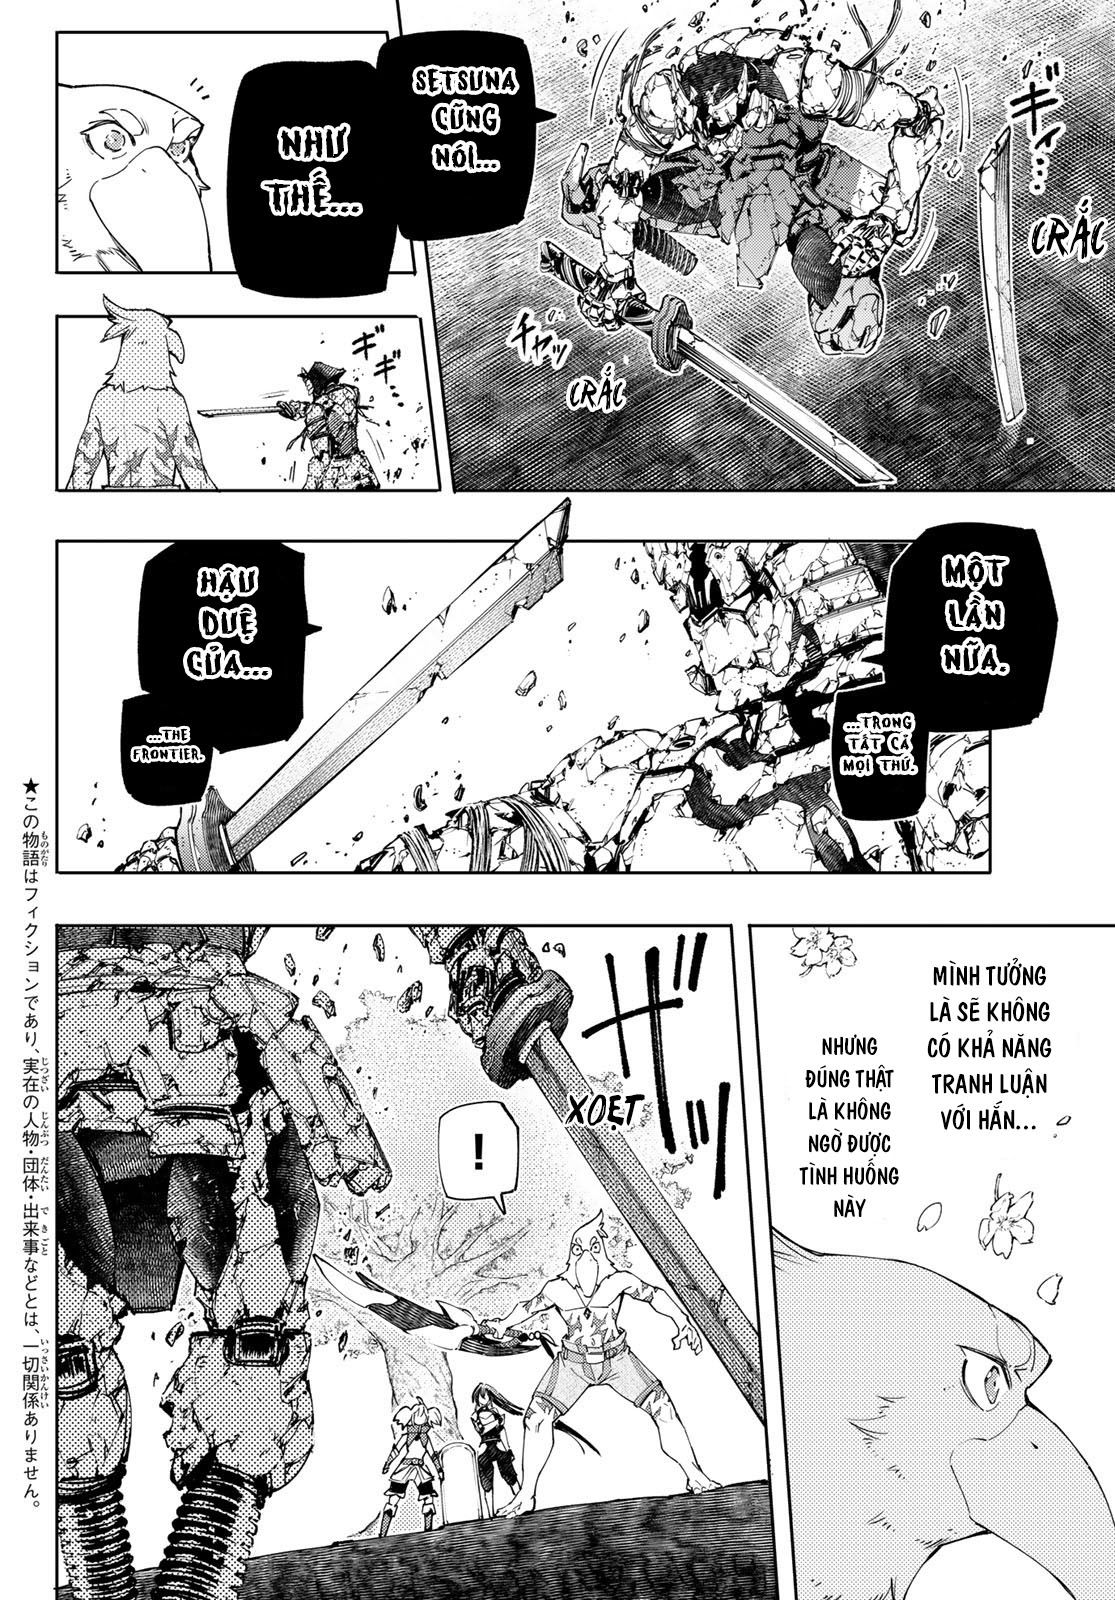 ギィ…
CRẮC
SETSUNA
CŨNG
NÓI...
NHƯ
THẾ...
チャッ
CRẮC
ギギ…
MỘT
LẦN
NỮA.
...TRONG
TẤT CẢ
MỌI THỨ.
HẬU
DUỆ
CỦA...
...THE
FRONTIER.
MÌNH TƯỞNG
LÀ SẼ KHÔNG
CÓ KHẢ NĂNG
TRANH LUẬN
VỚI HẮN...
NHƯNG
ĐÚNG THẬT
LÀ KHÔNG
NGỜ ĐƯỢC
TÌNH HUỐNG
NÀY
XOẸT
!
★この物語はフィクションであり、実在の人物・団体・出来事などとは、一切関係ありません。